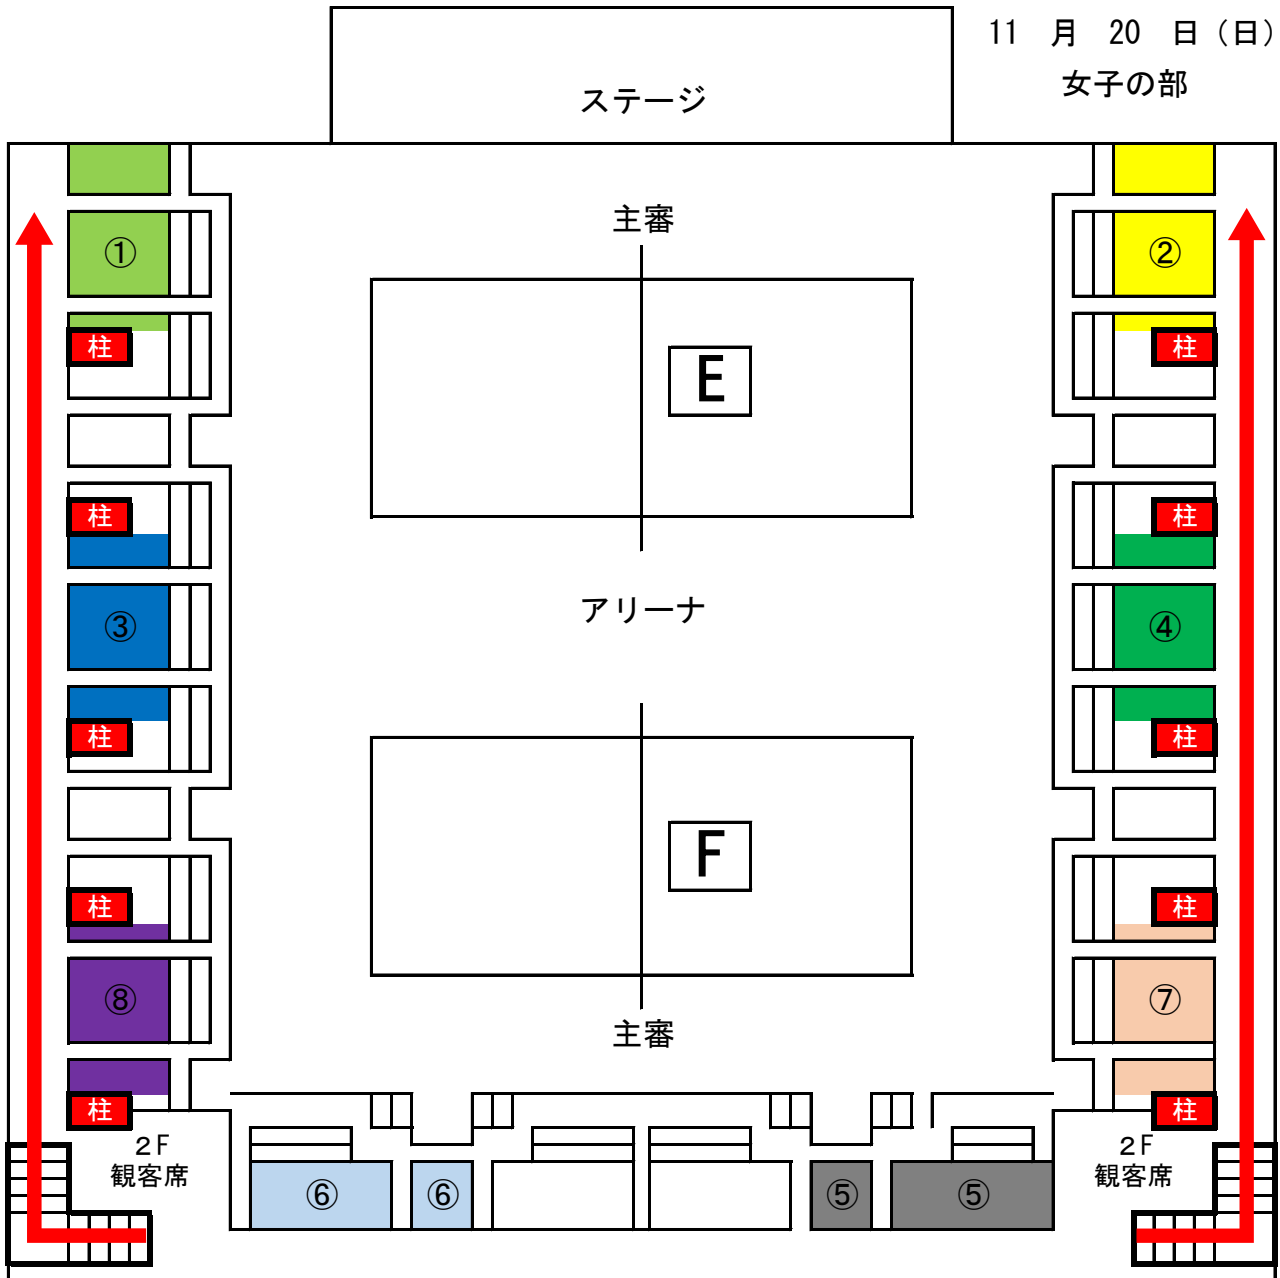 11 月 20 日（日）
女子の部
ステージ
主審
①
②
柱
柱
E
柱
柱
アリーナ
③
④
柱
柱
F
柱
柱
⑧
⑦
主審
柱
柱
２F
観客席
２F
観客席
⑥
⑥
⑤
⑤